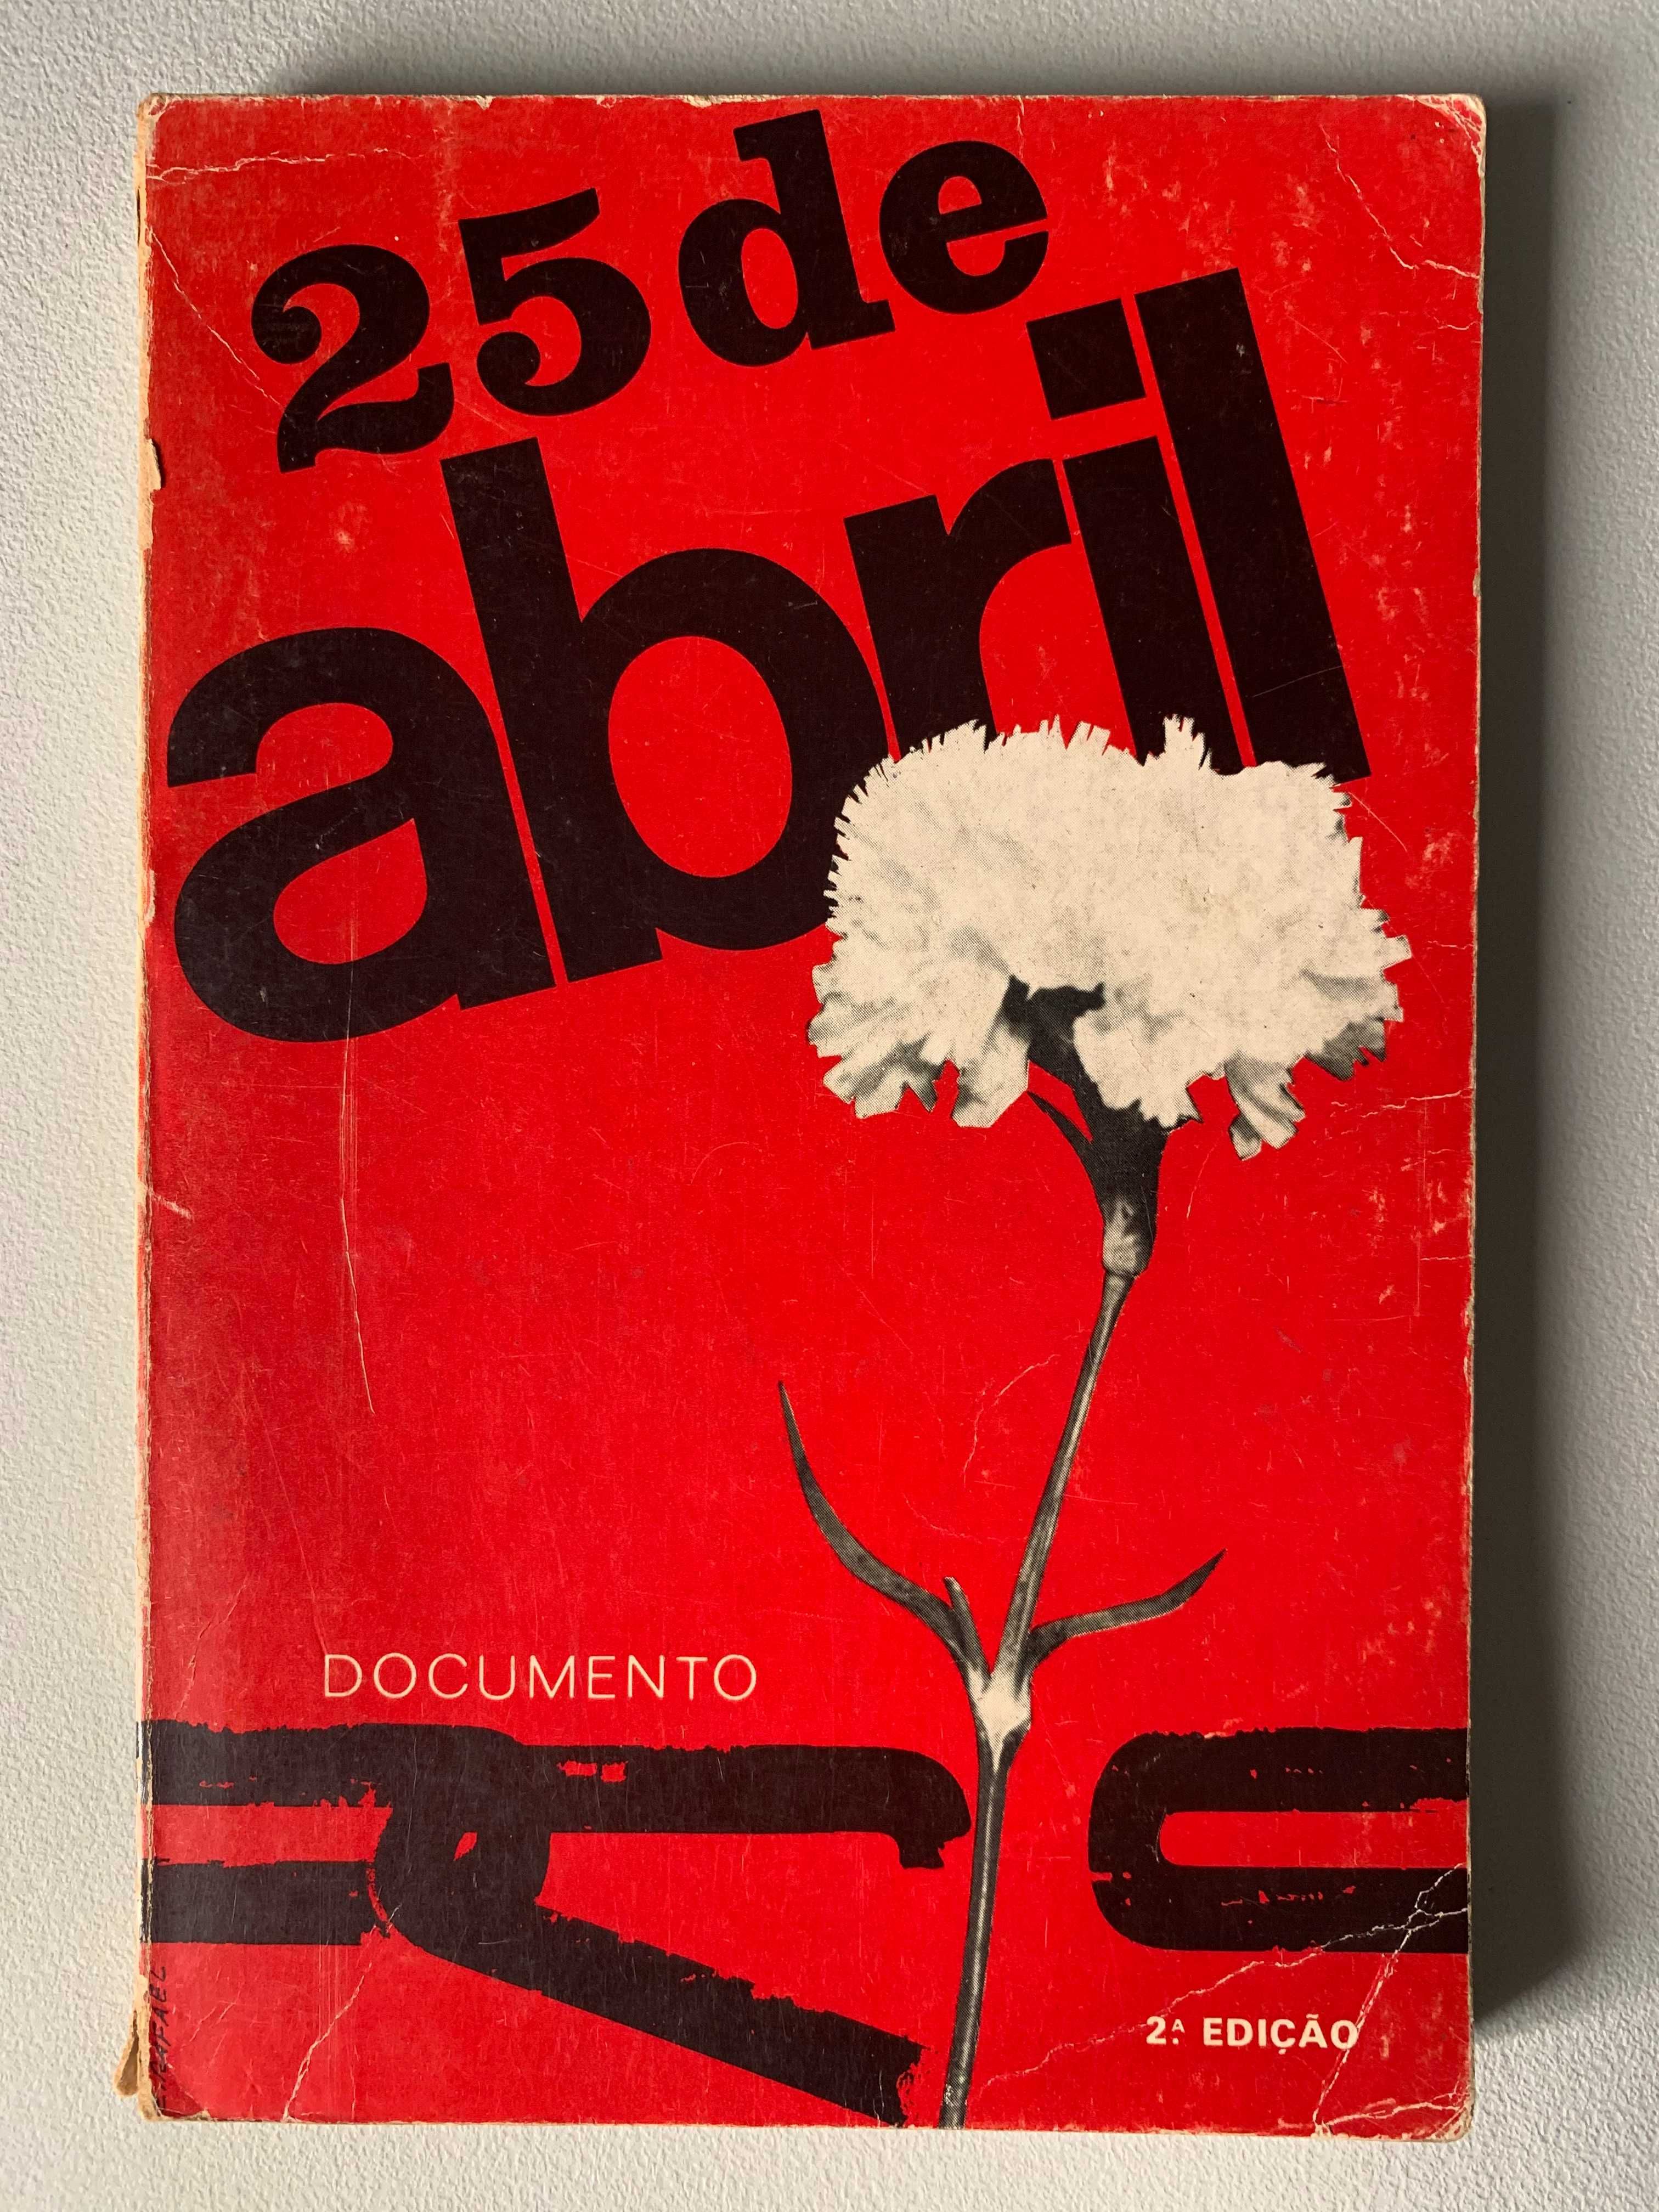 25 de
abril
DOCUMENTO
2.ª EDIÇÃO